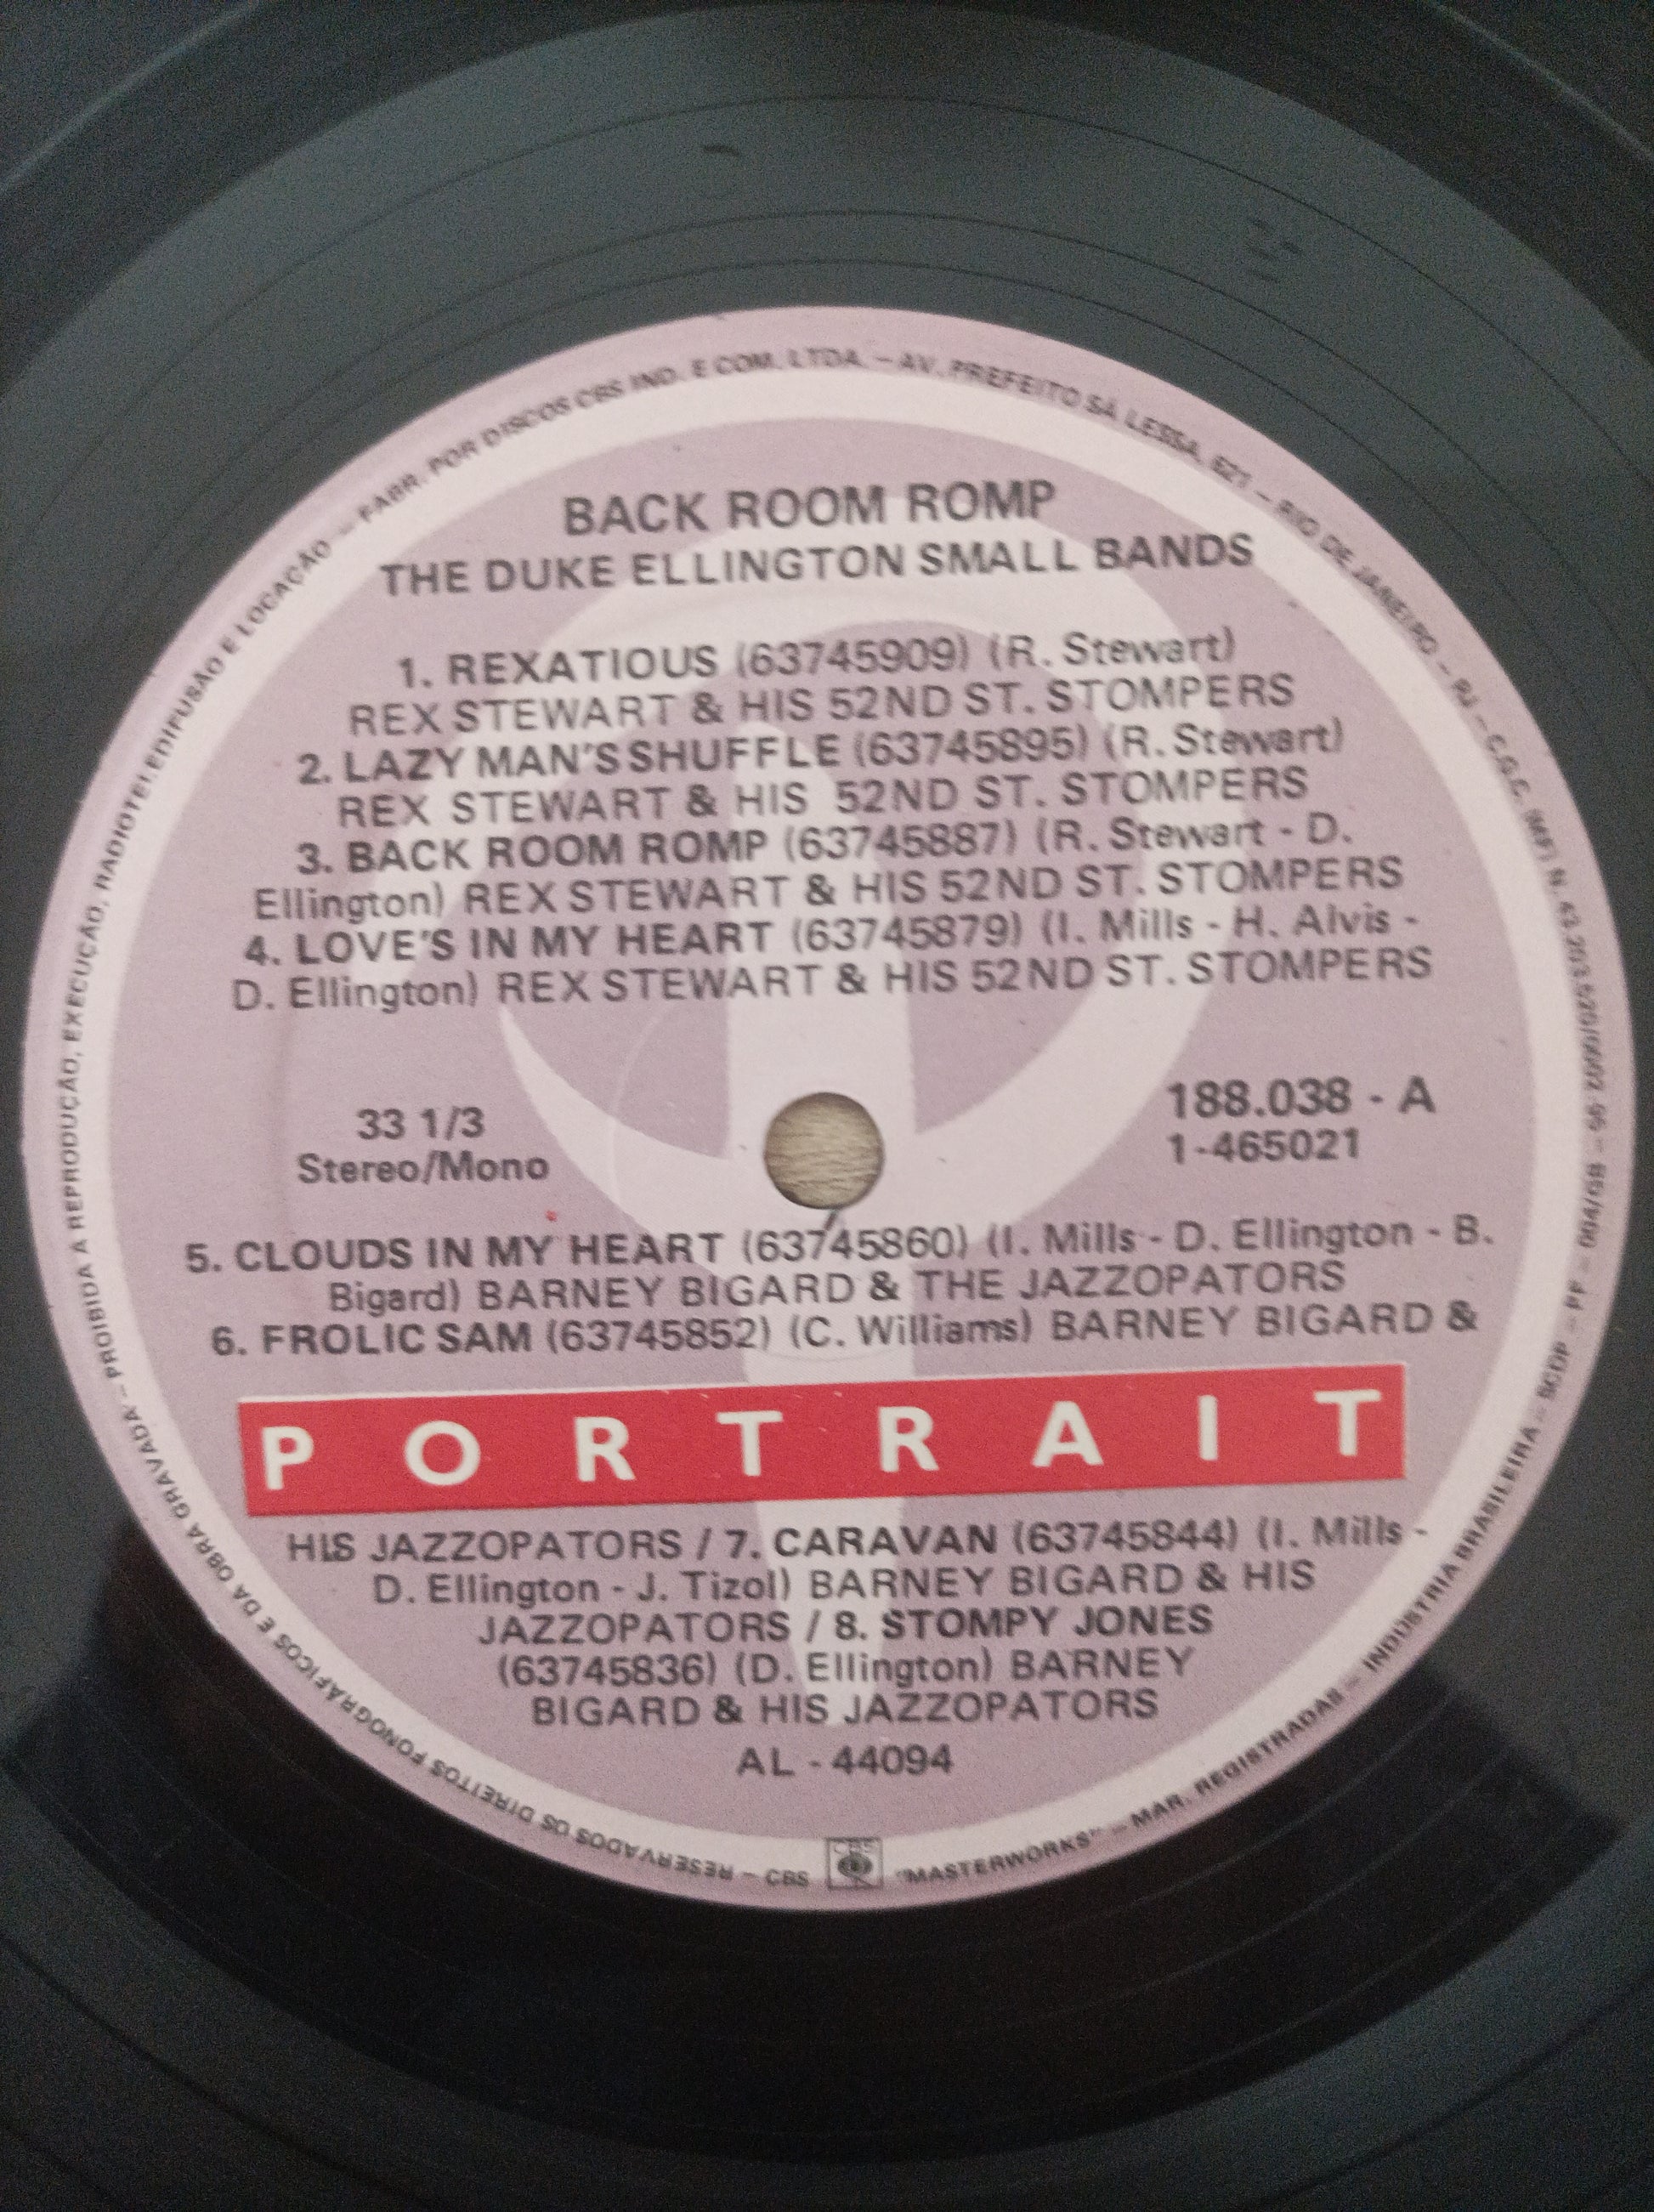 BACK ROOM ROMP
THE DUKE ELLINGTON SMALL BANDS
1. REXATIOUS (63745909) (R. Stewart)
REX STEWART & HIS 52ND ST. STOMPERS
2. LAZY MAN'S SHUFFLE (63745895) (R. Stewart)
REX STEWART & HIS 52ND ST. STOMPERS
3. BACK ROOM ROMP (63745887) (R. Stewart - D.
Ellington) REX STEWART & HIS 52ND ST. STOMPERS
4. LOVE'S IN MY HEART (63745879) (I. Mills - H. Alvis -
D. Ellington) REX STEWART & HIS 52ND ST. STOMPERS
33 1/3
Stereo/Mono
188.038 - A
1-465021
5. CLOUDS IN MY HEART (63745860) (I. Mills - D. Ellington - B.
Bigard) BARNEY BIGARD & THE JAZZOPATORS
6. FROLIC SAM (63745852) (C. Williams) BARNEY BIGARD &
PORTRAIT
HIS JAZZOPATORS / 7. CARAVAN (63745844) (I. Mills -
D. Ellington - J. Tizol) BARNEY BIGARD & HIS
JAZZOPATORS / 8. STOMPY JONES
(63745836) (D. Ellington) BARNEY
BIGARD & HIS JAZZOPATORS
AL - 44094
CBS
CBS – RESERVADOS OS DIREITOS FONOGRÁFICOS E DA OBRA GRAVADA – PROIBIDA A REPRODUÇÃO, EXECUÇÃO, RADIOTELEDIFUSÃO E LOCAÇÃO – FABR. POR DISCOS CBS IND. E COM. LTDA. – AV. PREFEITO SÁ LESSA, 621 – RIO DE JANEIRO – RJ – C.G.C. (MF) N. – SCDP – PF – 004/GB – INDÚSTRIA BRASILEIRA – MAR. REGISTRADAS – "MASTERWORKS"